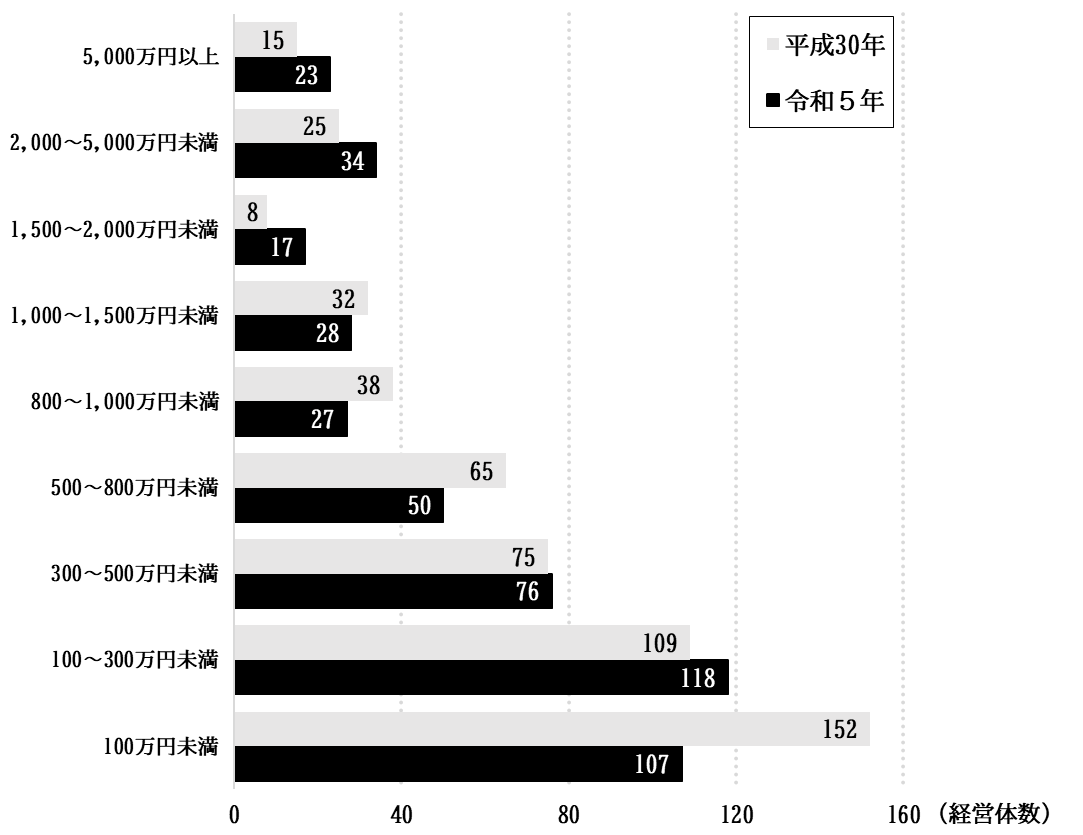 平成30年
令和５年
5,000万円以上
15
23
2,000～5,000万円未満
25
34
1,500～2,000万円未満
8
17
1,000～1,500万円未満
32
28
800～1,000万円未満
38
27
500～800万円未満
65
50
300～500万円未満
75
76
100～300万円未満
109
118
100万円未満
152
107
0 40 80 120 160 （経営体数）